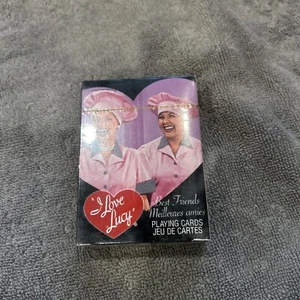 "I Love
Lucy"
Best Friends
Meilleures amies
PLAYING CARDS
JEU DE CARTES